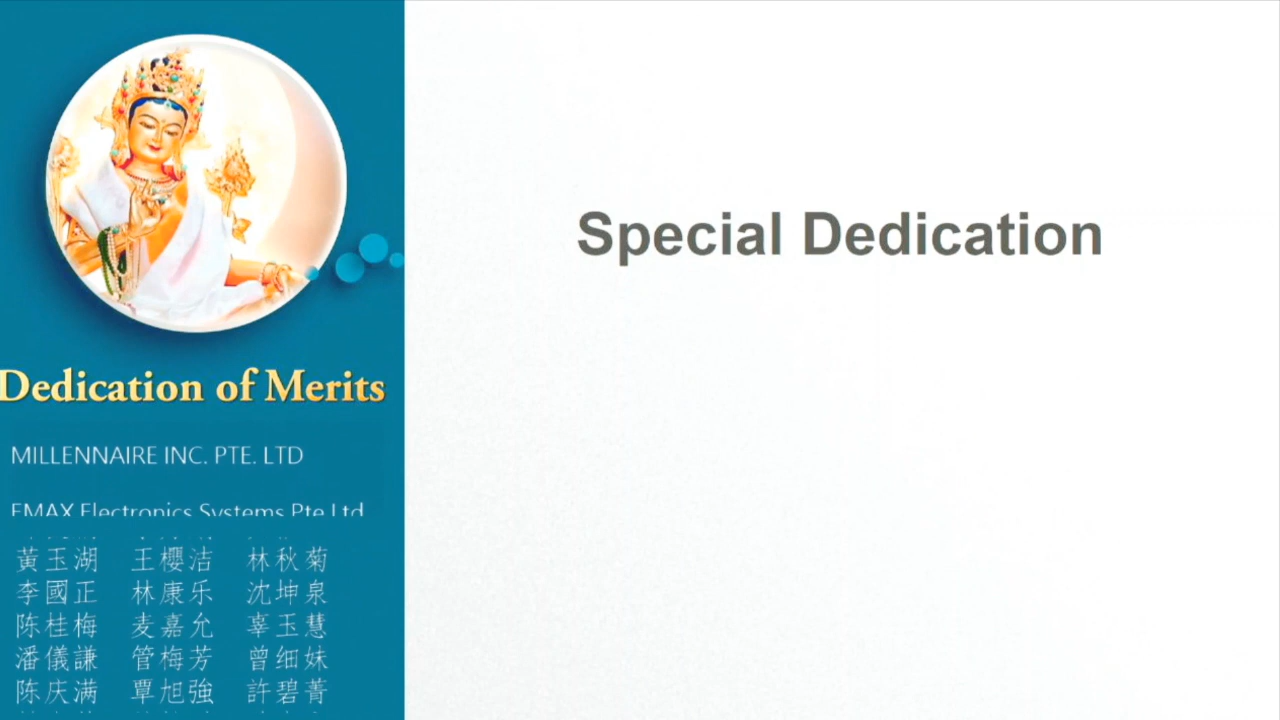 Special Dedication
Dedication of Merits
MILLENNAIRE INC. PTE. LTD
EMAX Electronics Systems Pte Ltd
黃玉湖 王櫻洁 林秋菊
李國正 林康乐 沈坤泉
陈桂梅 麦嘉允 辜玉慧
潘儀謙 管梅芳 曾细妹
陈庆满 覃旭強 許碧菁